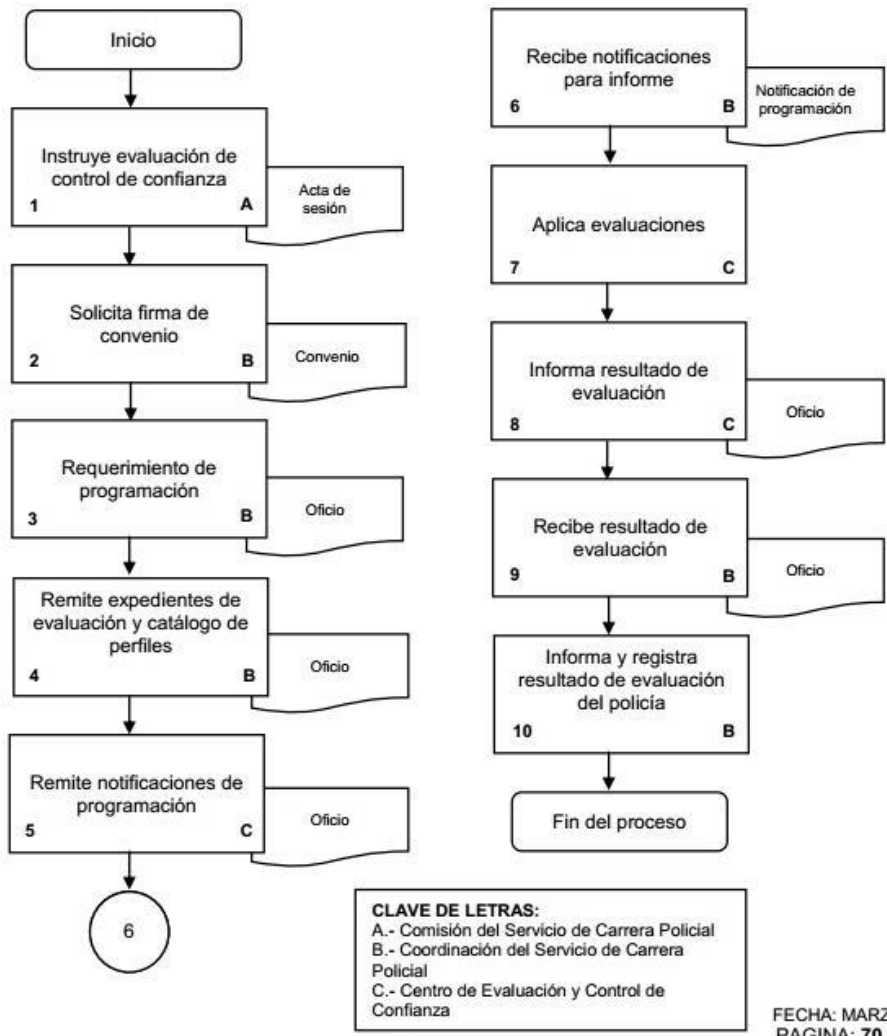 Inicio
Instruye evaluación de
control de confianza
1 A
Acta de
sesión
Solicita firma de
convenio
2 B
Convenio
Requerimiento de
programación
3 B
Oficio
Remite expedientes de
evaluación y catálogo de
perfiles
4 B
Oficio
Remite notificaciones de
programación
5 C
Oficio
6
Recibe notificaciones
para informe
6 B
Notificación de
programación
Aplica evaluaciones
7 C
Informa resultado de
evaluación
8 C
Oficio
Recibe resultado de
evaluación
9 B
Oficio
Informa y registra
resultado de evaluación
del policía
10 B
Fin del proceso
CLAVE DE LETRAS:
A.- Comisión del Servicio de Carrera Policial
B.- Coordinación del Servicio de Carrera
Policial
C.- Centro de Evaluación y Control de
Confianza
FECHA: MARZ
PAGINA: 70